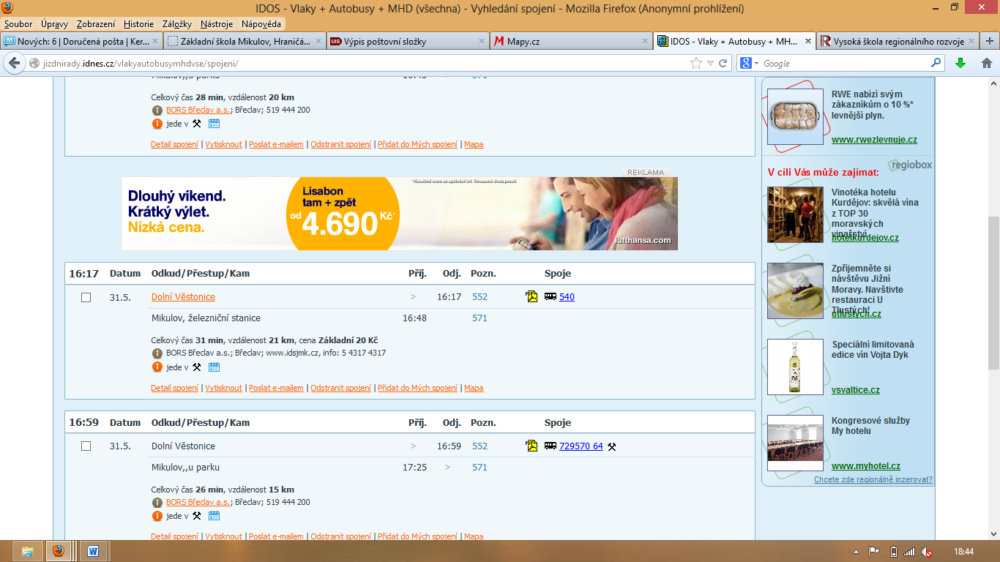 IDOS - Vlaky + Autobusy + MHD (všechna) - Vyhledání spojení - Mozilla Firefox (Anonymní prohlížení)
Soubor Úpravy Zobrazení Historie Záložky Nástroje Nápověda
Nových: 6 | Doručená pošta | Ker...
Základní škola Mikulov, Hraničá...
UIS Výpis poštovní složky
Mapy.cz
IDOS - Vlaky + Autobusy + MH...
Vysoká škola regionálního rozvoje
jizdnirady.idnes.cz/vlakyautobusymhdvse/spojeni/
Google
Mikulov,,u parku 16:45 571
Celkový čas 28 min, vzdálenost 20 km
BORS Břeclav a.s.; Břeclav; 519 444 200
jede v
Detail spojení | Vytisknout | Poslat e-mailem | Odstranit spojení | Přidat do Mých spojení | Mapa
REKLAMA
*Konečná cena za zpáteční let. Omezená dostupnost.
Dlouhý víkend.
Krátký výlet.
Nízká cena.
Lisabon
tam + zpět
od 4.690 Kč*
lufthansa.com
16:17 Datum Odkud/Přestup/Kam Příj. Odj. Pozn. Spoje
31.5. Dolní Věstonice > 16:17 552 PDF 540
Mikulov, železniční stanice 16:48 571
Celkový čas 31 min, vzdálenost 21 km, cena Základní 20 Kč
BORS Břeclav a.s.; Břeclav; www.idsjmk.cz, info: 5 4317 4317
jede v
Detail spojení | Vytisknout | Poslat e-mailem | Odstranit spojení | Přidat do Mých spojení | Mapa
16:59 Datum Odkud/Přestup/Kam Příj. Odj. Pozn. Spoje
31.5. Dolní Věstonice > 16:59 552 PDF 729570 64
Mikulov,,u parku 17:25 > 571
Celkový čas 26 min, vzdálenost 15 km
BORS Břeclav a.s.; Břeclav; 519 444 200
jede v
Detail spojení | Vytisknout | Poslat e-mailem | Odstranit spojení | Přidat do Mých spojení | Mapa
RWE nabízí svým
zákazníkům o 10 %*
levnější plyn.
www.rwezlevnuje.cz
regiobox
V cíli Vás může zajímat:
Vinotéka hotelu
Kurdějov: skvělá vína
z TOP 30
moravských
vinařství
hotelkurdejov.cz
Zpříjemněte si
návštěvu Jižní
Moravy. Navštivte
restauraci U
Tlustých!
utlustych.cz
Speciální limitovaná
edice vín Vojta Dyk
vsvaltice.cz
Kongresové služby
My hotelu
www.myhotel.cz
Chcete zde regionálně inzerovat?
18:44